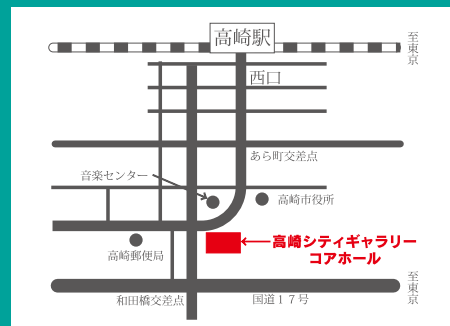 高崎駅
至東京
西口
あら町交差点
音楽センター
高崎市役所
高崎シティギャラリー
コアホール
高崎郵便局
至東京
和田橋交差点
国道１７号